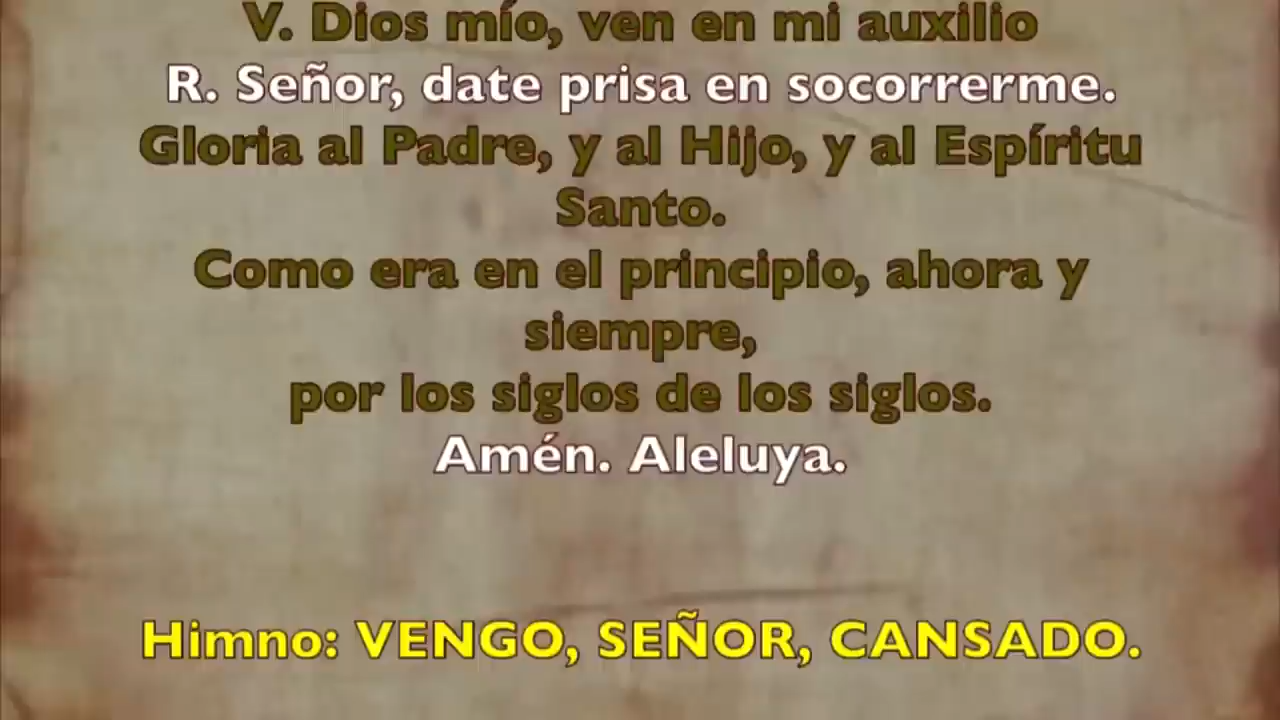 V. Dios mío, ven en mi auxilio
R. Señor, date prisa en socorrerme.
Gloria al Padre, y al Hijo, y al Espíritu
Santo.
Como era en el principio, ahora y
siempre,
por los siglos de los siglos.
Amén. Aleluya.
Himno: VENGO, SEÑOR, CANSADO.